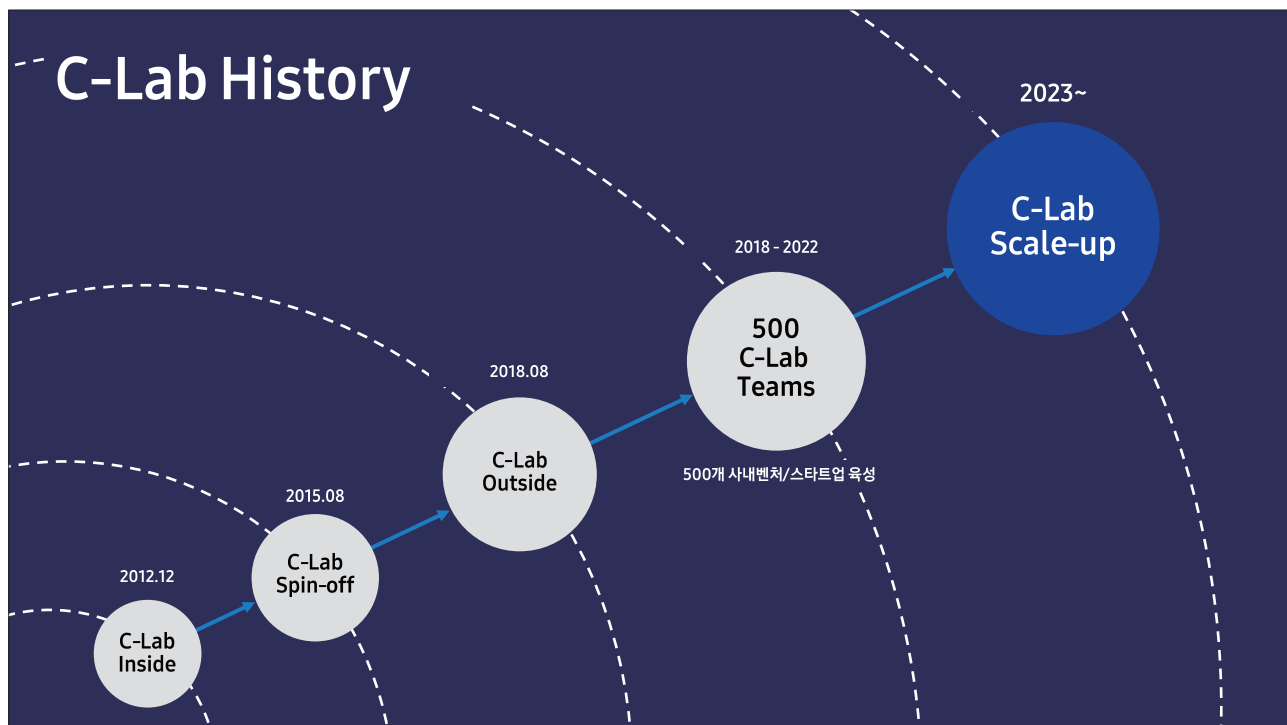 C-Lab History
2012.12
C-Lab
Inside
2015.08
C-Lab
Spin-off
2018.08
C-Lab
Outside
2018 - 2022
500
C-Lab
Teams
500개 사내벤처/스타트업 육성
2023~
C-Lab
Scale-up